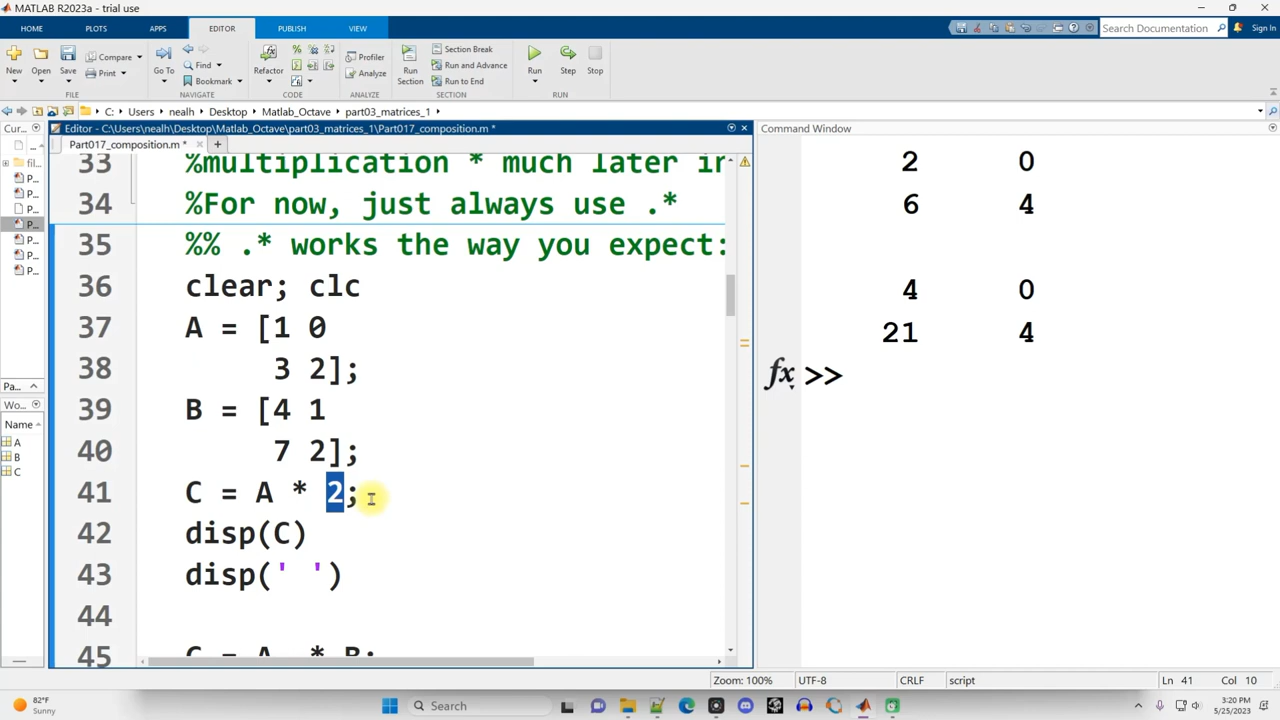 MATLAB R2023a - trial use
HOME PLOTS APPS EDITOR PUBLISH VIEW
Search Documentation
Sign In
New Open Save Compare Print
Go To Find Bookmark
Refactor
Profiler Analyze
Run Section
Section Break
Run and Advance
Run to End
Run Step Stop
FILE NAVIGATE CODE ANALYZE SECTION RUN
C: Users nealh Desktop Matlab_Octave part03_matrices_1
Cur...
Editor - C:\Users\nealh\Desktop\Matlab_Octave\part03_matrices_1\Part017_composition.m *
Part017_composition.m *
fil...
P...
P...
P...
P...
P...
P...
P...
Pa...
Wo...
Name
A
B
C
33 %multiplication * much later in
34 %For now, just always use .*
35 %% .* works the way you expect:
36 clear; clc
37 A = [1 0
38 3 2];
39 B = [4 1
40 7 2];
41 C = A * 2;
42 disp(C)
43 disp(' ')
44
45 C = A .* B;
Command Window
2 0
6 4
4 0
21 4
fx >>
Zoom: 100% UTF-8 CRLF script Ln 41 Col 10
82°F
Sunny
Search
3:20 PM
5/25/2023